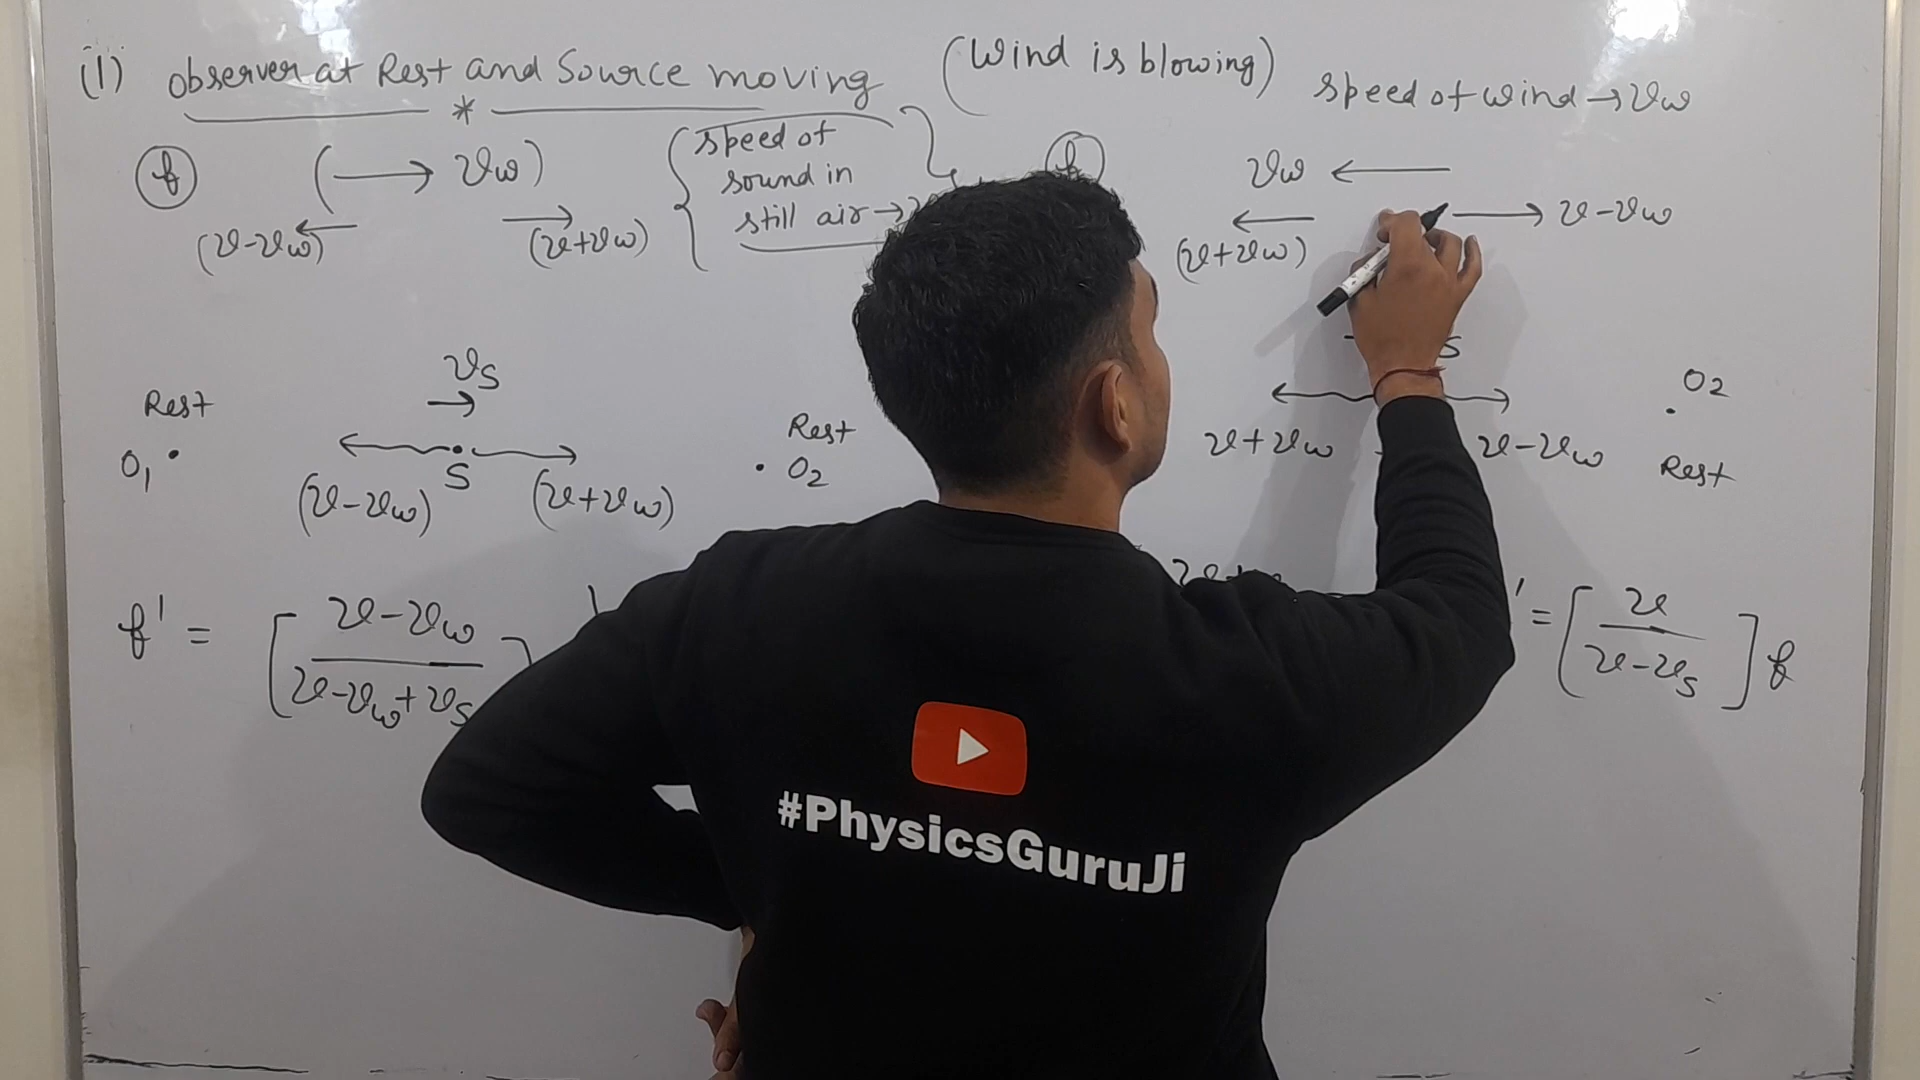 (1) observer at Rest and Source moving (Wind is blowing)
speed of wind → vw
f (→ vw)
(v-vw) (v+vw)
speed of
sound in
still air →
f
vw ←
(v+vw) v-vw
vs
Rest
O1
S
(v-vw) (v+vw)
Rest
O2
S
v+vw v-vw
O2
Rest
f' = [v-vw / v-vw+vs
' = [v / v-vs] f
#PhysicsGuruJi